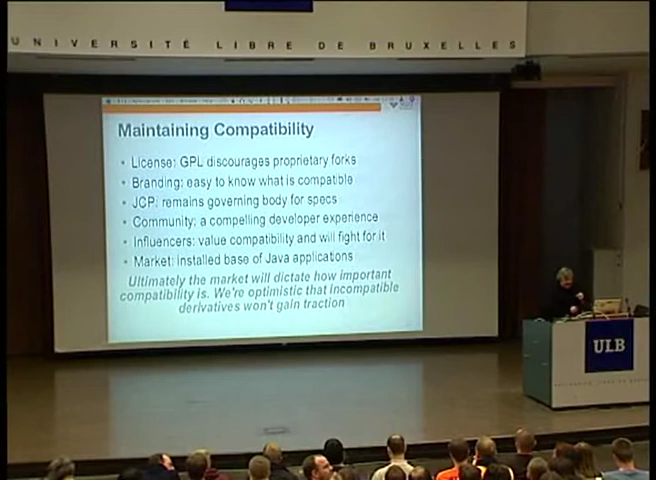 UNIVERSITÉ LIBRE DE BRUXELLES
Maintaining Compatibility
• License: GPL discourages proprietary forks
• Branding: easy to know what is compatible
• JCP: remains governing body for specs
• Community: a compelling developer experience
• Influencers: value compatibility and will fight for it
• Market: installed base of Java applications
Ultimately the market will dictate how important
compatibility is. We're optimistic that incompatible
derivatives won't gain traction
ULB